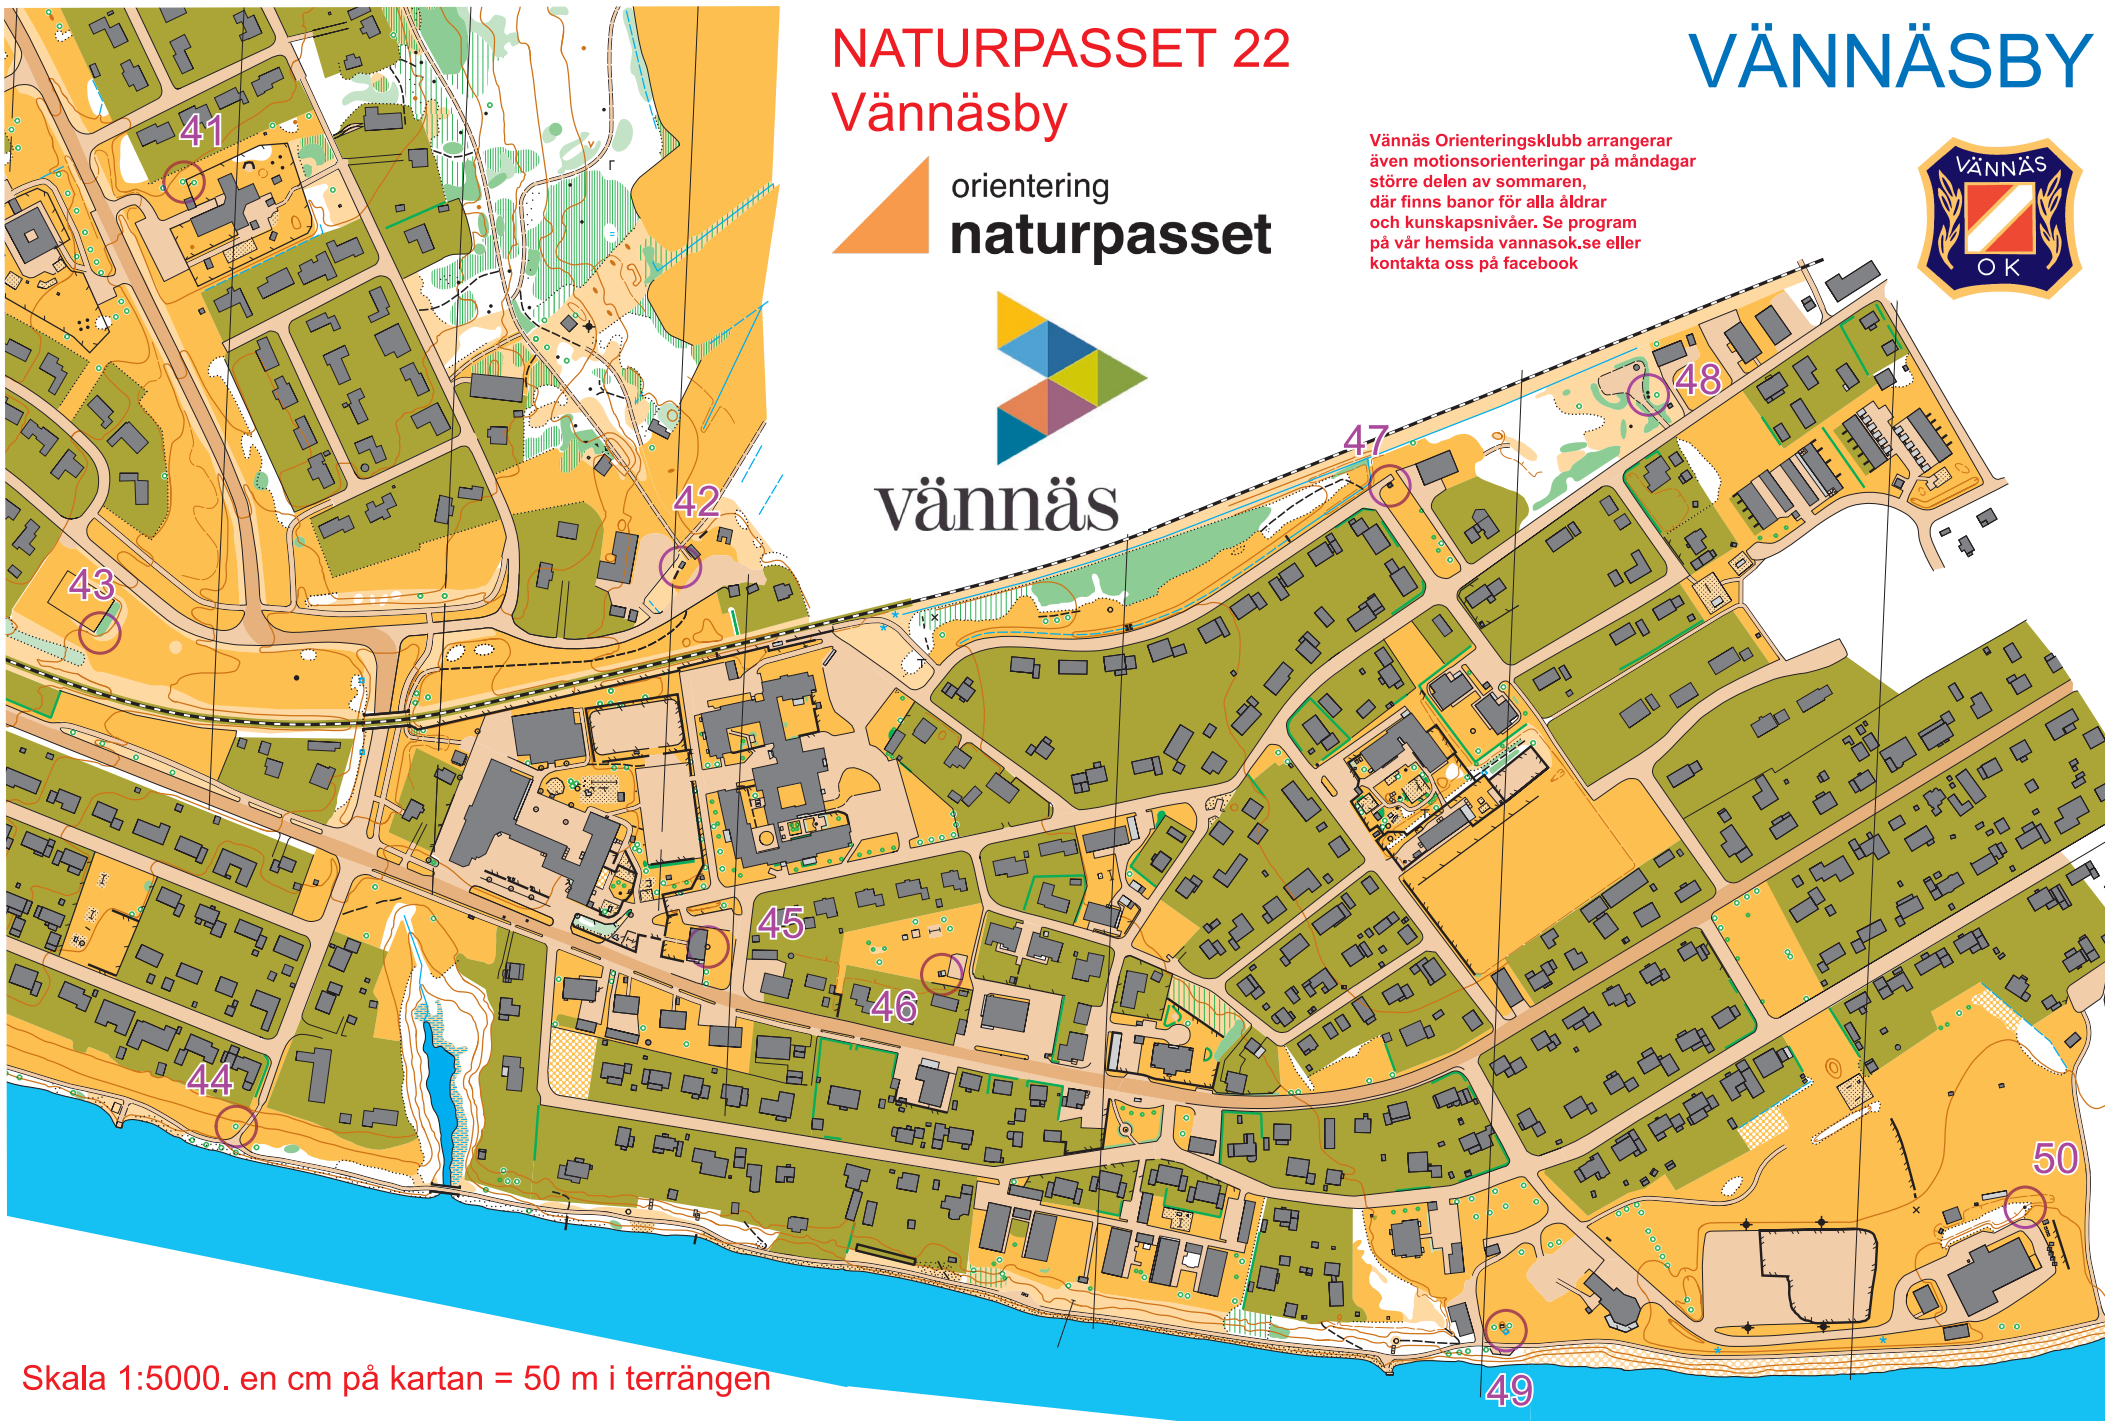 NATURPASSET 22
Vännäsby
orientering
naturpasset
vännäs
VÄNNÄSBY
Vännäs Orienteringsklubb arrangerar
även motionsorienteringar på måndagar
större delen av sommaren,
där finns banor för alla åldrar
och kunskapsnivåer. Se program
på vår hemsida vannasok.se eller
kontakta oss på facebook
VÄNNÄS
OK
41
42
43
44
45
46
47
48
49
50
Skala 1:5000. en cm på kartan = 50 m i terrängen